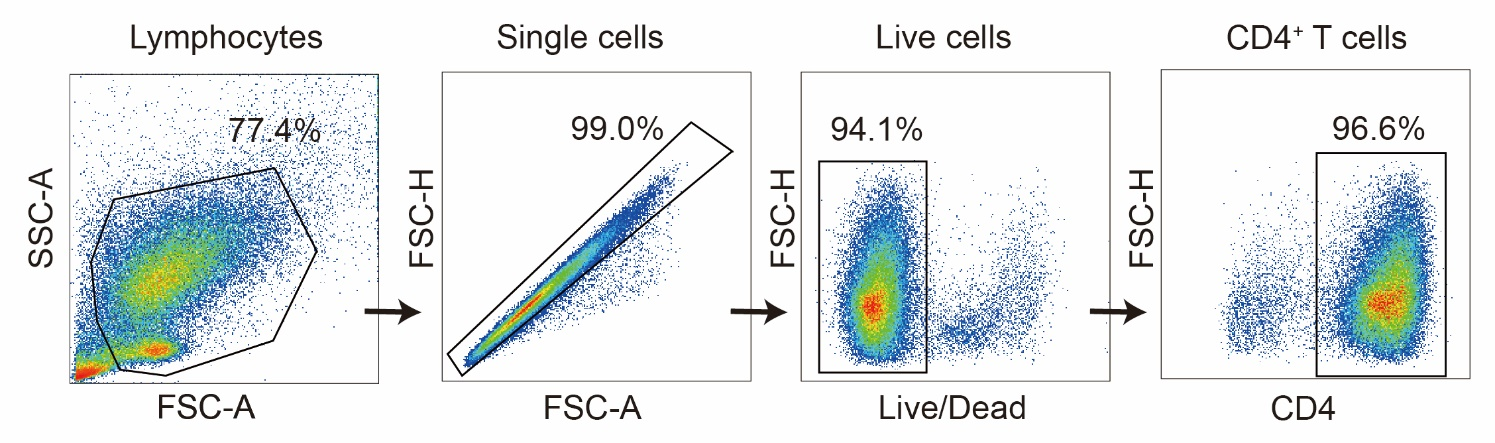 Lymphocytes
77.4%
SSC-A
FSC-A
Single cells
99.0%
FSC-H
FSC-A
Live cells
94.1%
FSC-H
Live/Dead
CD4⁺ T cells
96.6%
FSC-H
CD4